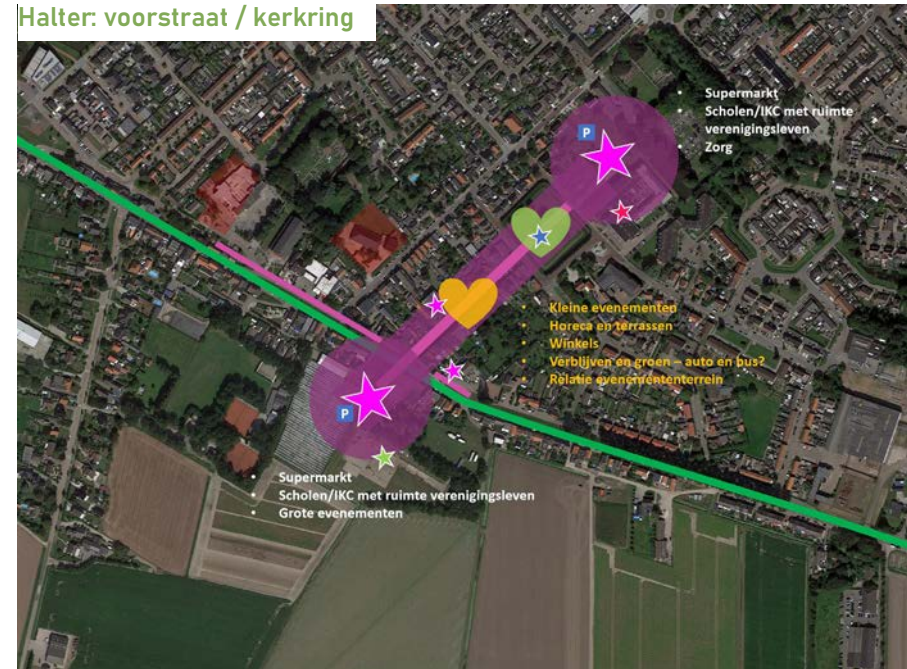 Halter: voorstraat / kerkring
• Supermarkt
• Scholen/IKC met ruimte
verenigingsleven
• Zorg
P
• Kleine evenementen
• Horeca en terrassen
• Winkels
• Verblijven en groen – auto en bus?
• Relatie evenemententerrein
P
• Supermarkt
• Scholen/IKC met ruimte verenigingsleven
• Grote evenementen